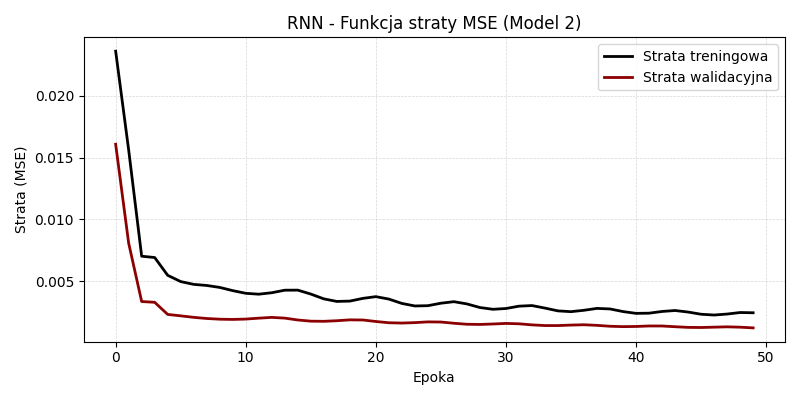 RNN - Funkcja straty MSE (Model 2)
Strata treningowa
Strata walidacyjna
Strata (MSE)
0.020
0.015
0.010
0.005
0 10 20 30 40 50
Epoka